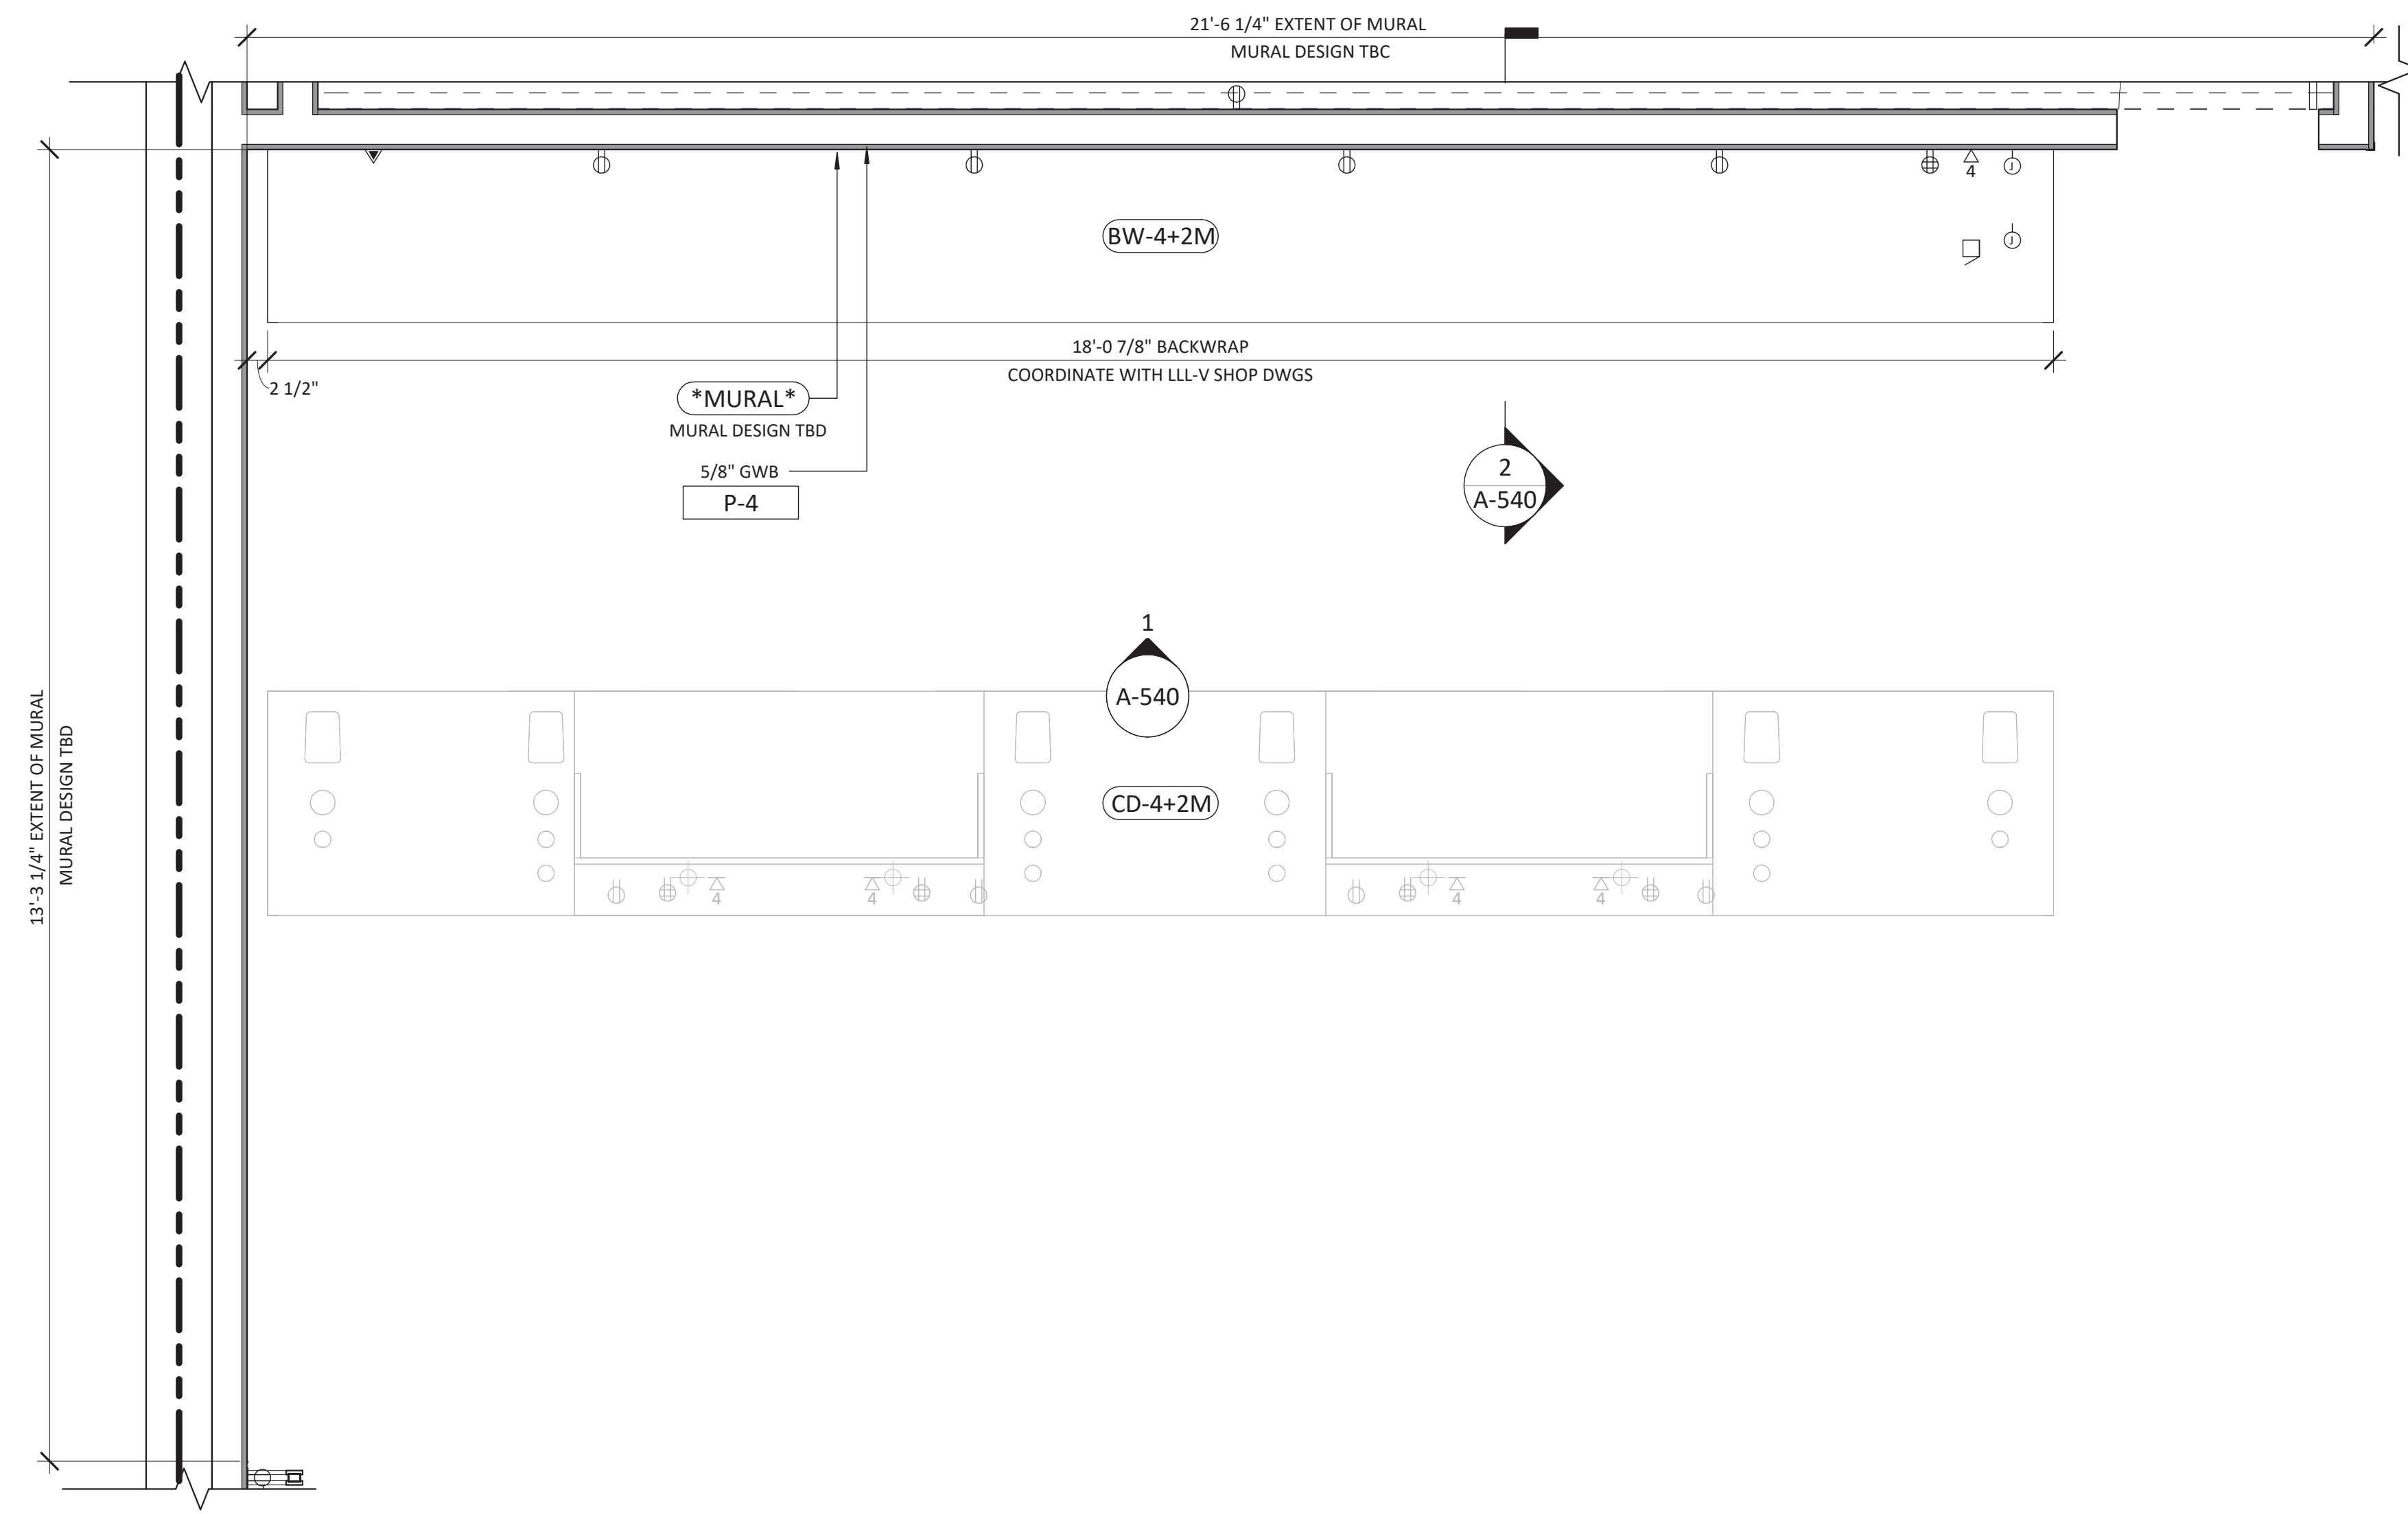 21'-6 1/4" EXTENT OF MURAL
MURAL DESIGN TBC
4
J
BW-4+2M
J
18'-0 7/8" BACKWRAP
COORDINATE WITH LLL-V SHOP DWGS
2 1/2"
*MURAL*
MURAL DESIGN TBD
5/8" GWB
P-4
2
A-540
1
A-540
13'-3 1/4" EXTENT OF MURAL
MURAL DESIGN TBD
CD-4+2M
4
4
4
4